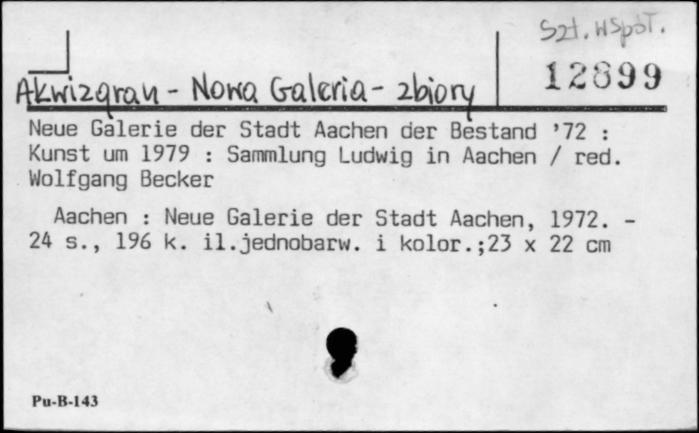 Szt. wspóT.
12899
Akwizgran - Nowa Galeria - zbiory
Neue Galerie der Stadt Aachen der Bestand '72 :
Kunst um 1979 : Sammlung Ludwig in Aachen / red.
Wolfgang Becker
Aachen : Neue Galerie der Stadt Aachen, 1972. -
24 s., 196 k. il.jednobarw. i kolor.;23 x 22 cm
Pu-B-143